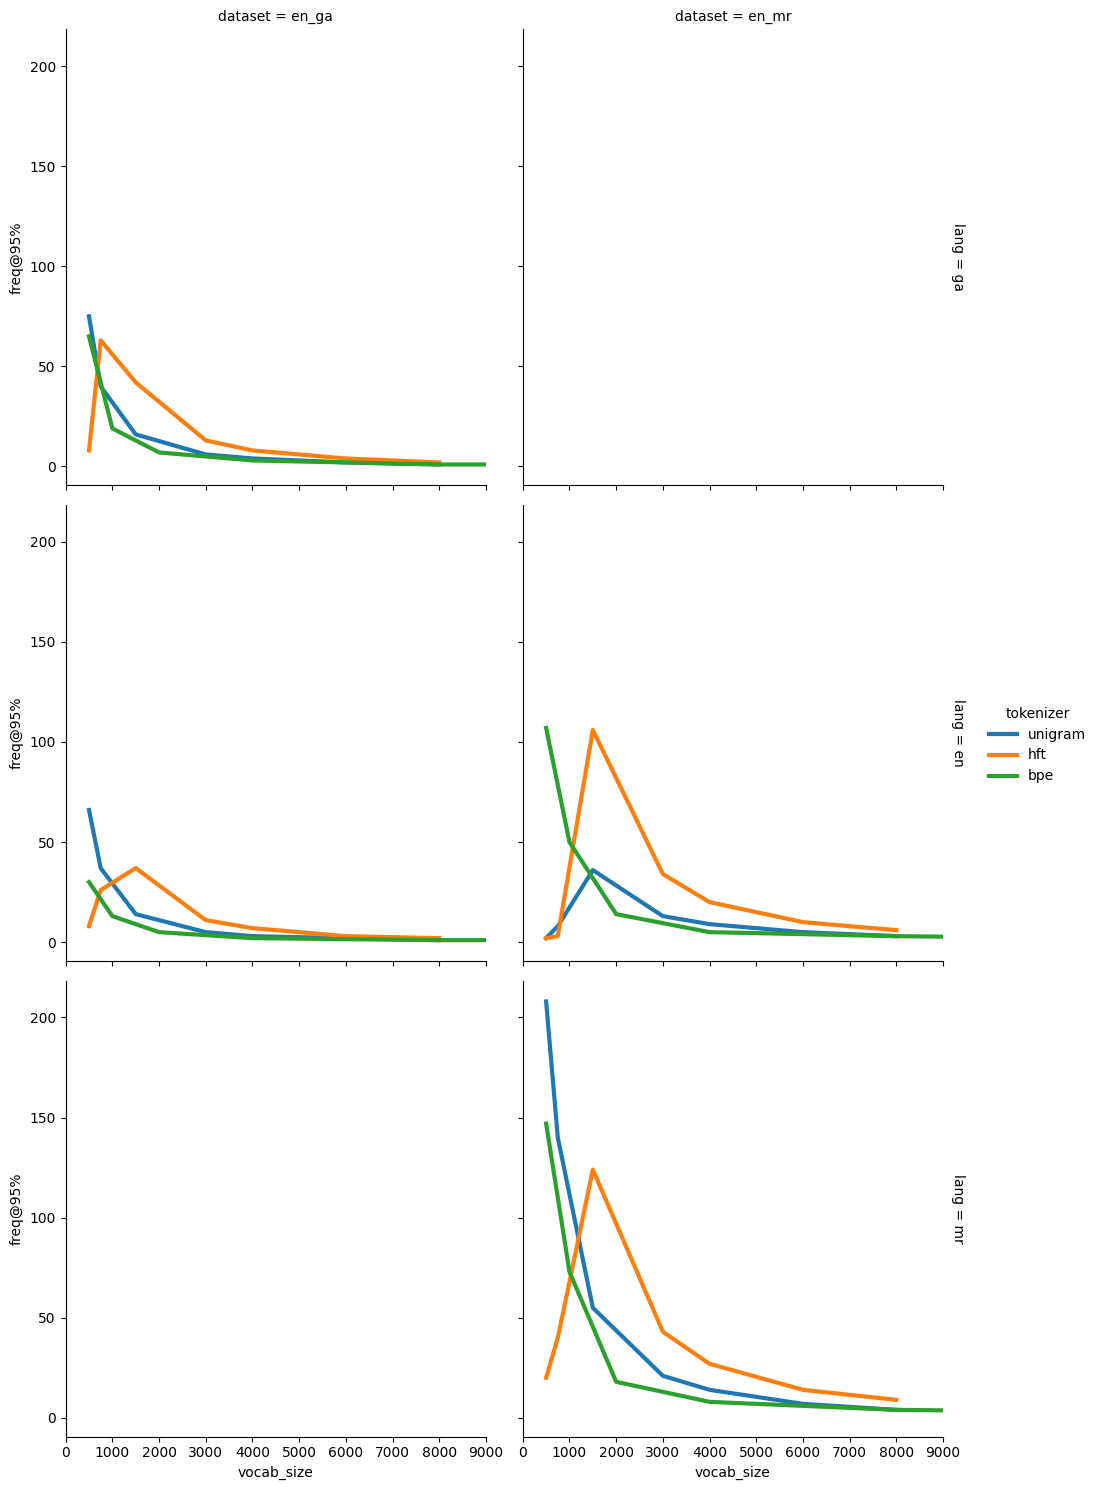 dataset = en_ga
dataset = en_mr
200
150
100
50
0
freq@95%
lang = ga
200
150
100
50
0
freq@95%
lang = en
tokenizer
unigram
hft
bpe
200
150
100
50
0
freq@95%
lang = mr
0 1000 2000 3000 4000 5000 6000 7000 8000 9000
0 1000 2000 3000 4000 5000 6000 7000 8000 9000
vocab_size
vocab_size